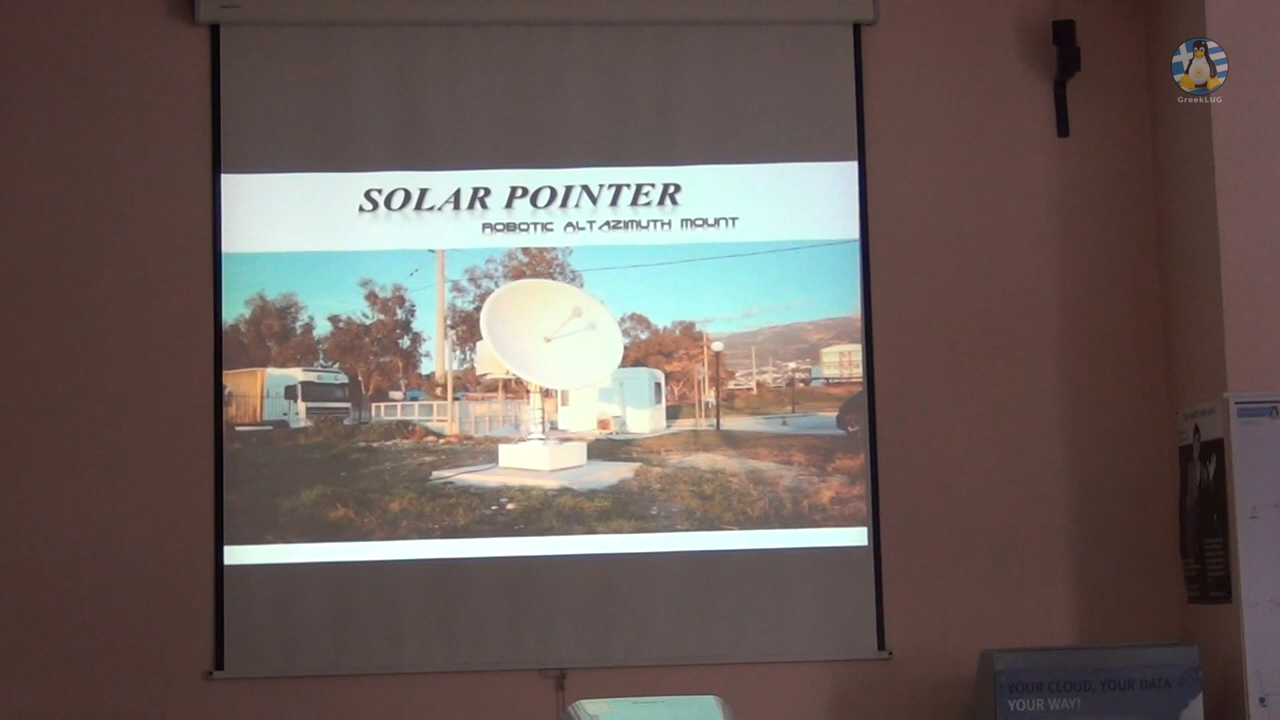 GreekLUG
SOLAR POINTER
ROBOTIC ALTAZIMUTH MOUNT
YOUR CLOUD, YOUR DATA
YOUR WAY!